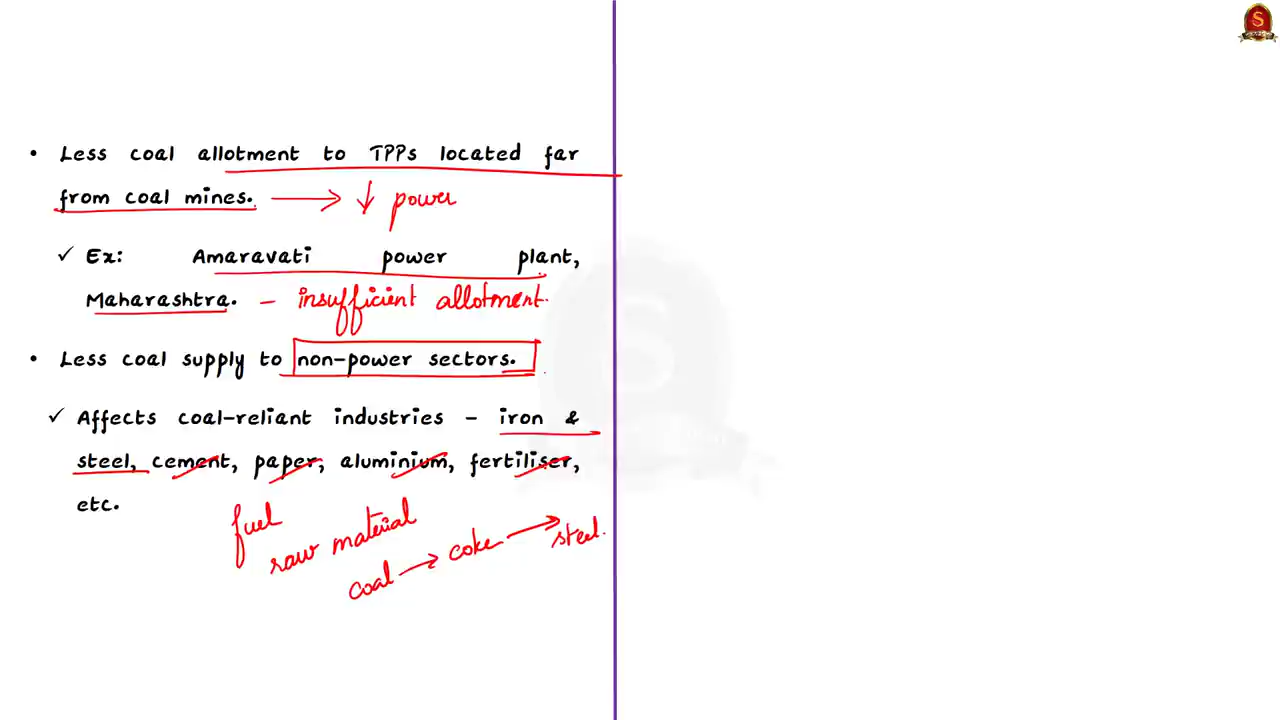 • Less coal allotment to TPPs located far
from coal mines. → ↓ power
✓ Ex: Amaravati power plant,
Maharashtra. – insufficient allotment.
• Less coal supply to non-power sectors.
✓ Affects coal-reliant industries – iron &
steel, cement, paper, aluminium, fertiliser,
etc.
fuel
raw material
coal → coke → steel.